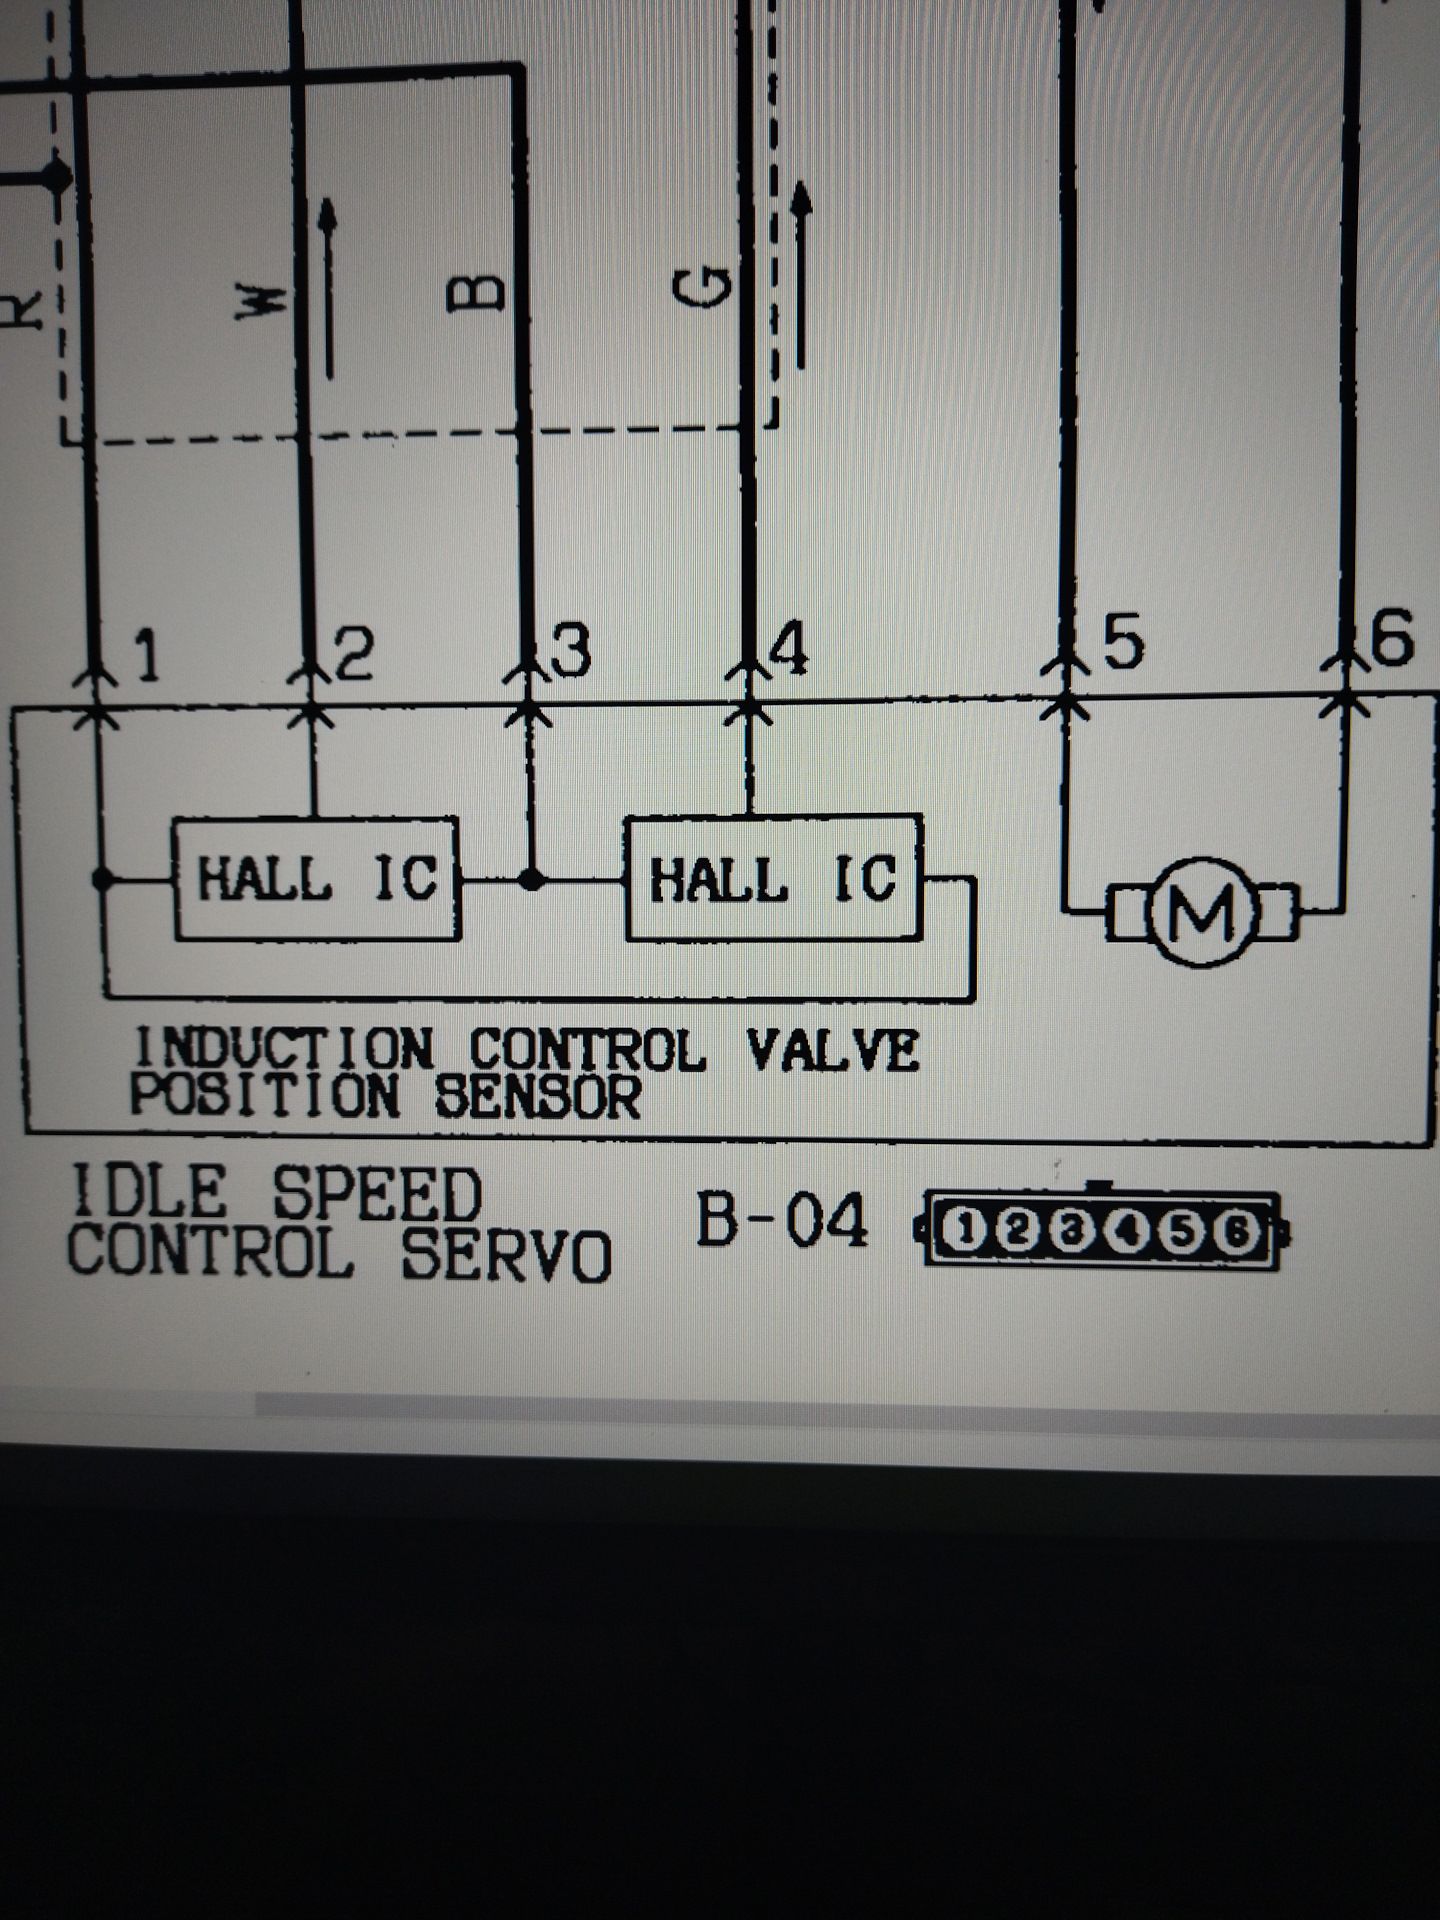 R W B G
1 2 3 4 5 6
HALL IC HALL IC M
INDUCTION CONTROL VALVE
POSITION SENSOR
IDLE SPEED
CONTROL SERVO
B-04 1 2 3 4 5 6